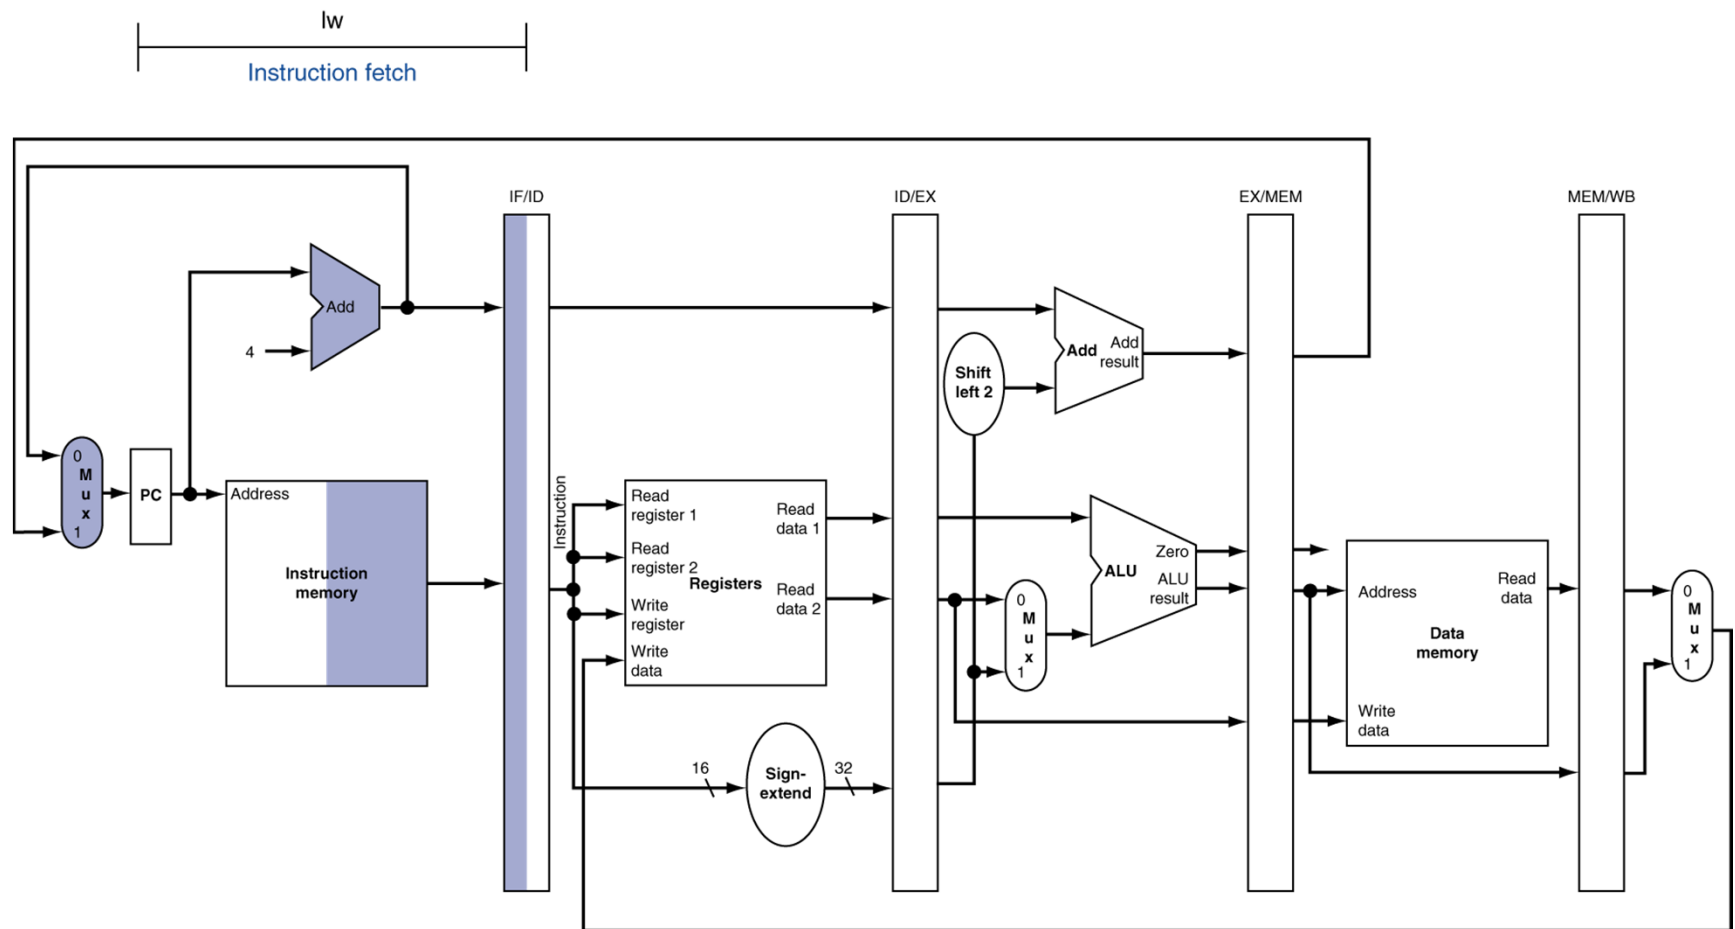 lw
Instruction fetch
IF/ID
ID/EX
EX/MEM
MEM/WB
Add
4
Shift
left 2
Add
Add
result
0
M
u
x
1
PC
Address
Instruction
memory
Instruction
Read
register 1
Read
register 2
Write
register
Write
data
Registers
Read
data 1
Read
data 2
16
Sign-
extend
32
0
M
u
x
1
ALU
Zero
ALU
result
Address
Read
data
Data
memory
Write
data
0
M
u
x
1